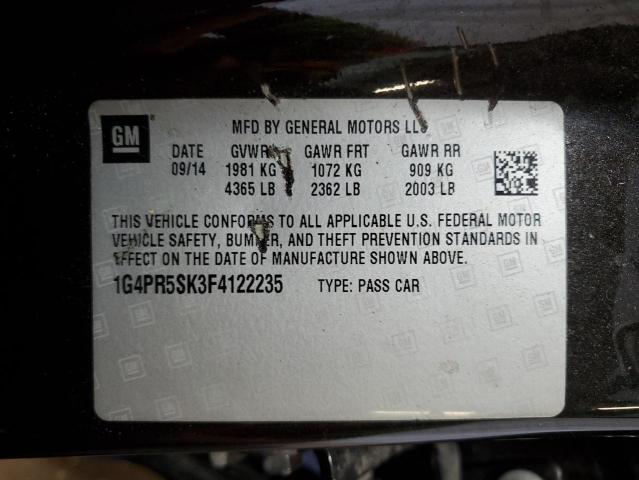 GM
MFD BY GENERAL MOTORS LLC
DATE GVWR GAWR FRT GAWR RR
09/14 1981 KG 1072 KG 909 KG
4365 LB 2362 LB 2003 LB
THIS VEHICLE CONFORMS TO ALL APPLICABLE U.S. FEDERAL MOTOR
VEHICLE SAFETY, BUMPER, AND THEFT PREVENTION STANDARDS IN
EFFECT ON THE DATE OF MANUFACTURE SHOWN ABOVE.
1G4PR5SK3F4122235 TYPE: PASS CAR